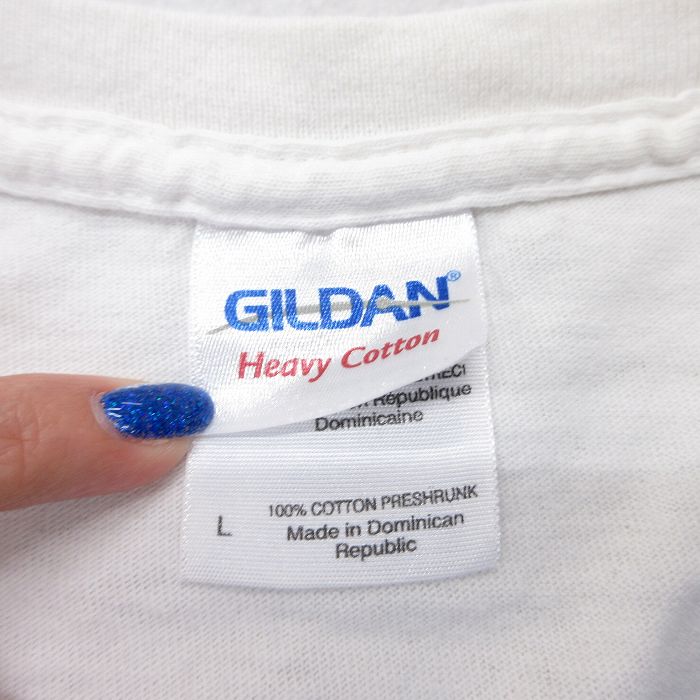 GILDAN®
Heavy Cotton
République
Dominicaine
L
100% COTTON PRESHRUNK
Made in Dominican
Republic